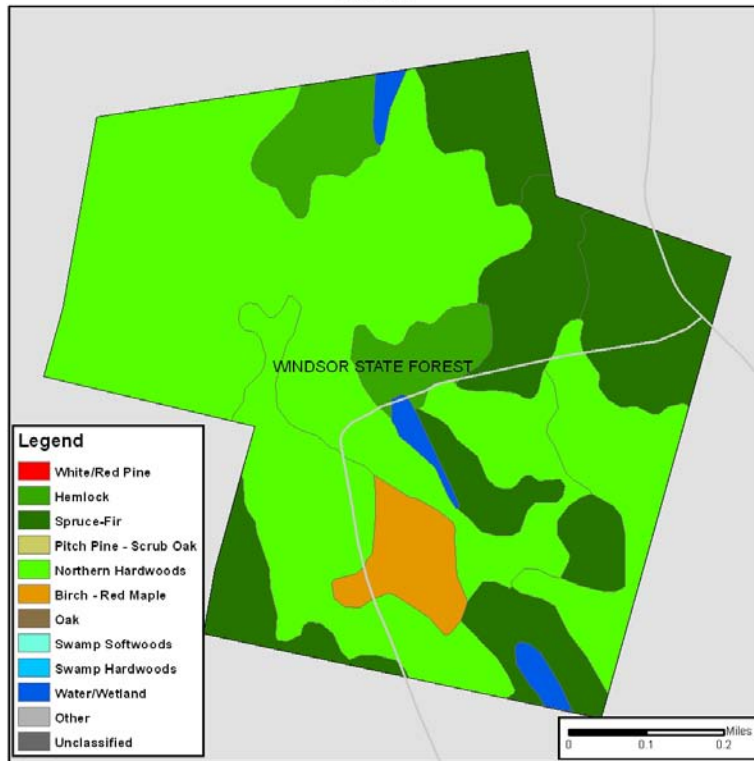 WINDSOR STATE FOREST
Legend
White/Red Pine
Hemlock
Spruce-Fir
Pitch Pine - Scrub Oak
Northern Hardwoods
Birch - Red Maple
Oak
Swamp Softwoods
Swamp Hardwoods
Water/Wetland
Other
Unclassified
Miles
0 0.1 0.2